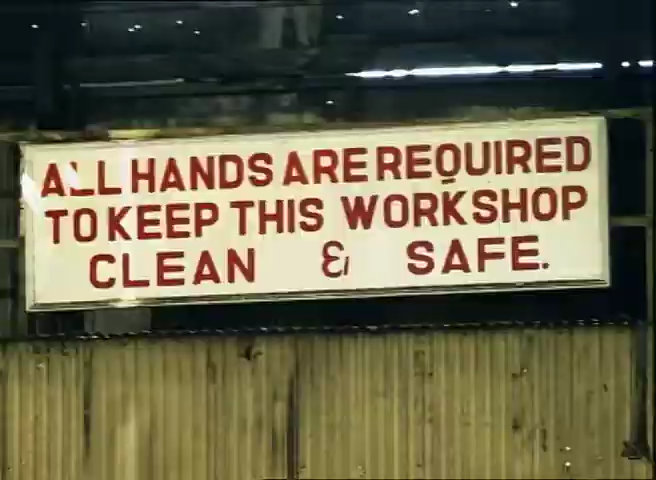 ALL HANDS ARE REQUIRED
TO KEEP THIS WORKSHOP
CLEAN & SAFE.